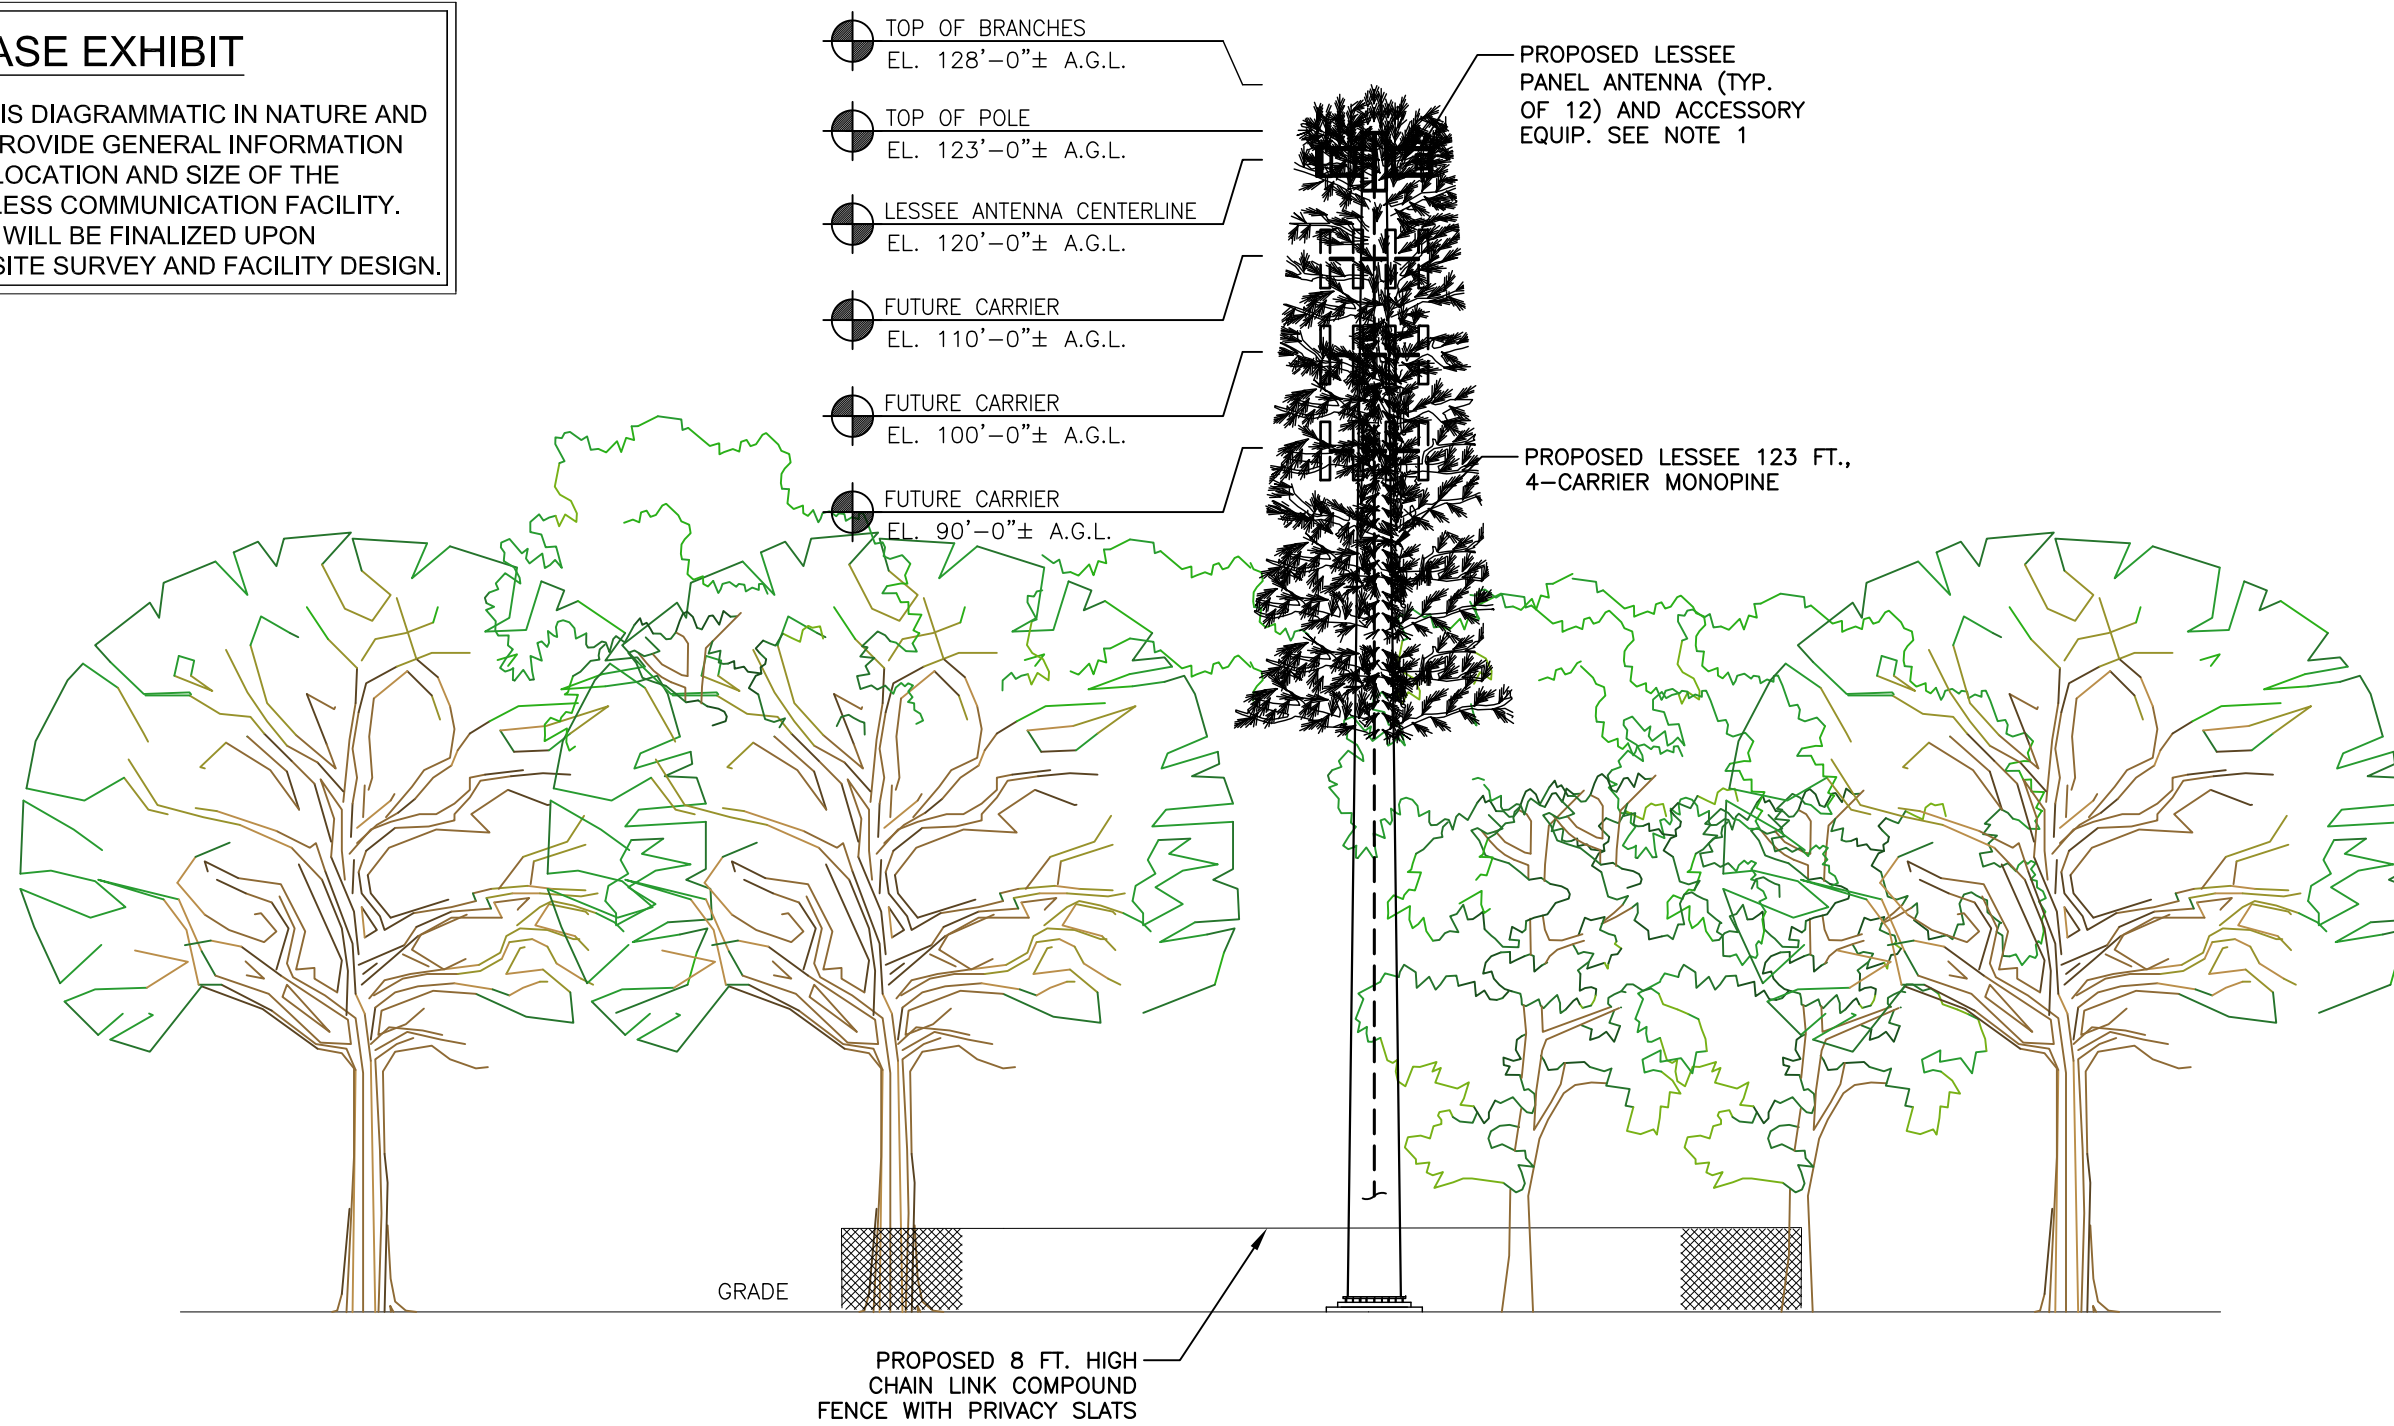 ASE EXHIBIT
IS DIAGRAMMATIC IN NATURE AND
ROVIDE GENERAL INFORMATION
LOCATION AND SIZE OF THE
LESS COMMUNICATION FACILITY.
WILL BE FINALIZED UPON
SITE SURVEY AND FACILITY DESIGN.
TOP OF BRANCHES
EL. 128'-0"± A.G.L.
TOP OF POLE
EL. 123'-0"± A.G.L.
LESSEE ANTENNA CENTERLINE
EL. 120'-0"± A.G.L.
FUTURE CARRIER
EL. 110'-0"± A.G.L.
FUTURE CARRIER
EL. 100'-0"± A.G.L.
FUTURE CARRIER
EL. 90'-0"± A.G.L.
PROPOSED LESSEE
PANEL ANTENNA (TYP.
OF 12) AND ACCESSORY
EQUIP. SEE NOTE 1
PROPOSED LESSEE 123 FT.,
4-CARRIER MONOPINE
GRADE
PROPOSED 8 FT. HIGH
CHAIN LINK COMPOUND
FENCE WITH PRIVACY SLATS